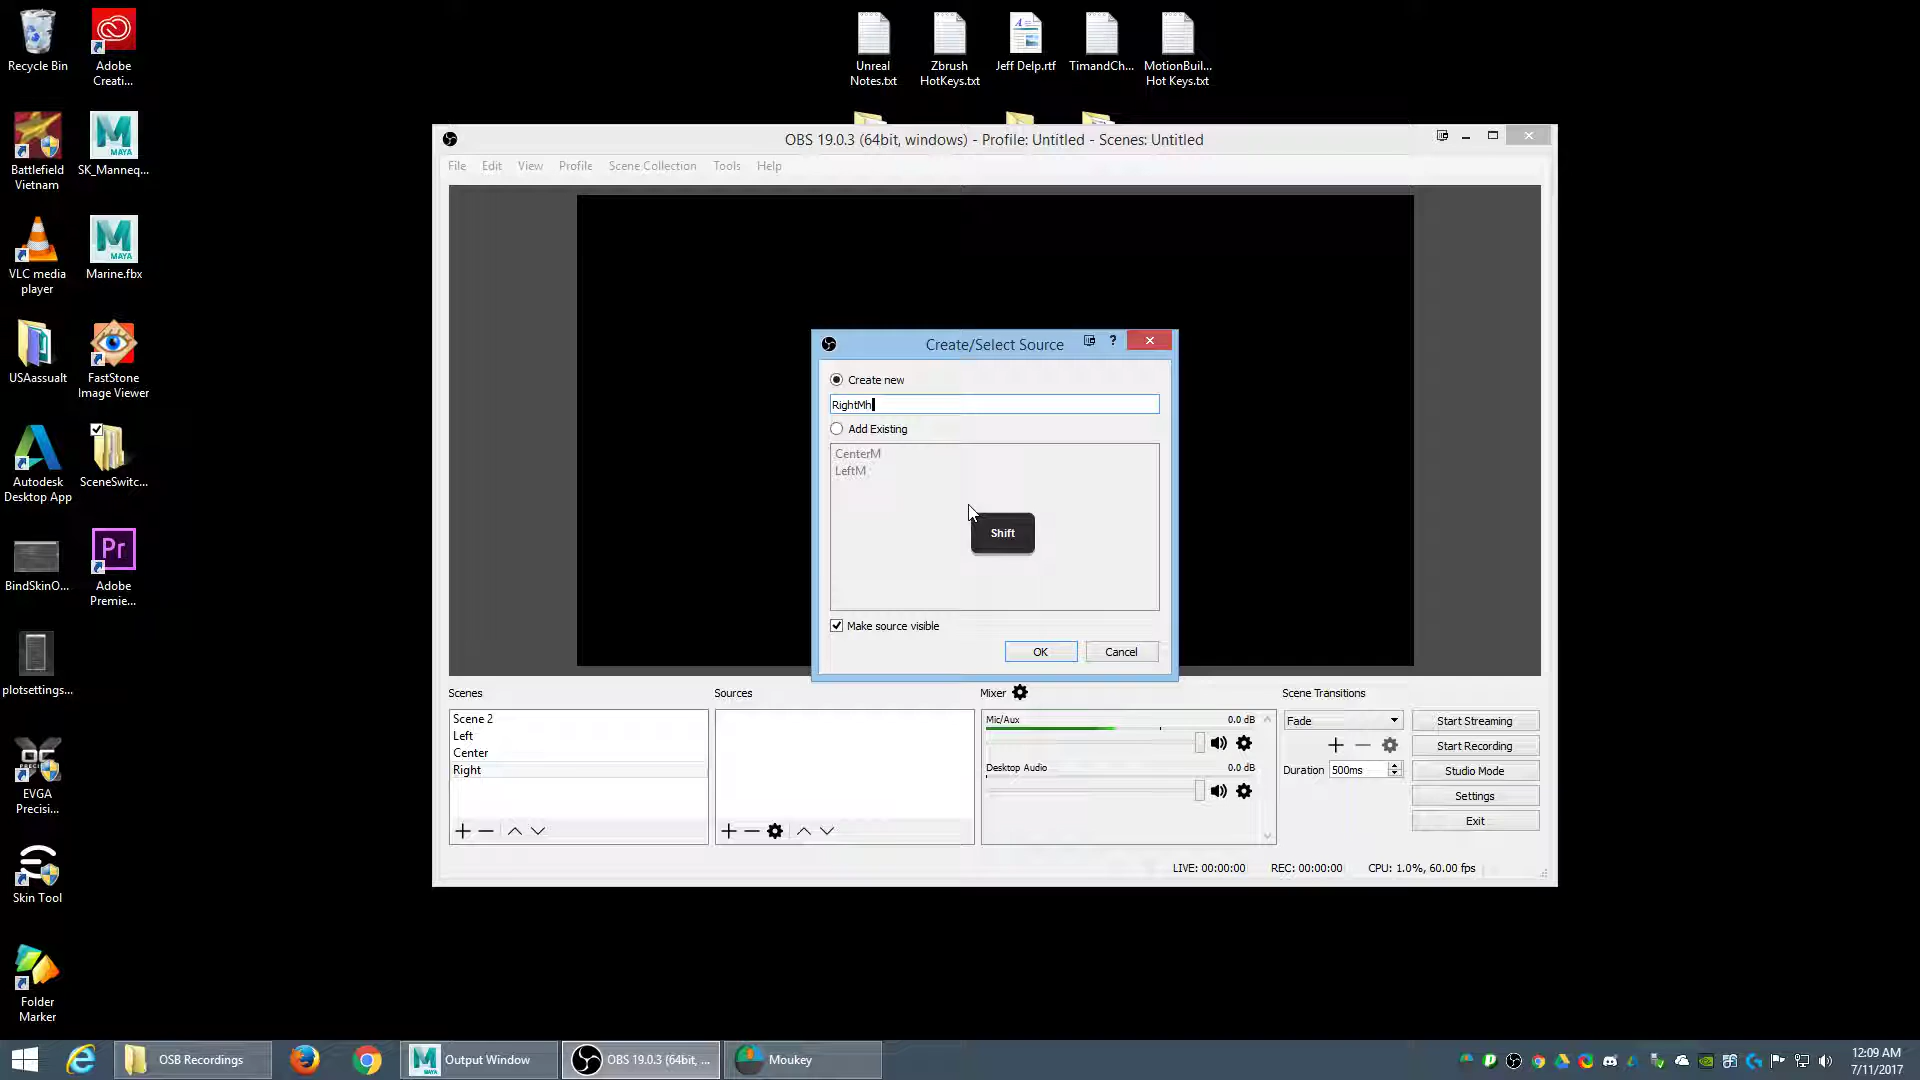 Recycle Bin
Adobe
Creati...
Unreal
Notes.txt
Zbrush
HotKeys.txt
Jeff Delp.rtf
TimandCh...
MotionBuil...
Hot Keys.txt
Battlefield
Vietnam
SK_Mannequ...
VLC media
player
Marine.fbx
USAassualt
FastStone
Image Viewer
Autodesk
Desktop App
SceneSwitc...
BindSkinO...
Adobe
Premie...
plotsettings...
EVGA
Precisi...
Skin Tool
Folder
Marker
OBS 19.0.3 (64bit, windows) - Profile: Untitled - Scenes: Untitled
File Edit View Profile Scene Collection Tools Help
Create/Select Source
Create new
RightMh
Add Existing
CenterM
LeftM
Shift
Make source visible
OK Cancel
Scenes
Scene 2
Left
Center
Right
Sources
Mixer
Mic/Aux 0.0 dB
Desktop Audio 0.0 dB
Scene Transitions
Fade
Duration 500ms
Start Streaming
Start Recording
Studio Mode
Settings
Exit
LIVE: 00:00:00 REC: 00:00:00 CPU: 1.0%, 60.00 fps
OSB Recordings
Output Window
OBS 19.0.3 (64bit, ...
Moukey
12:09 AM
7/11/2017